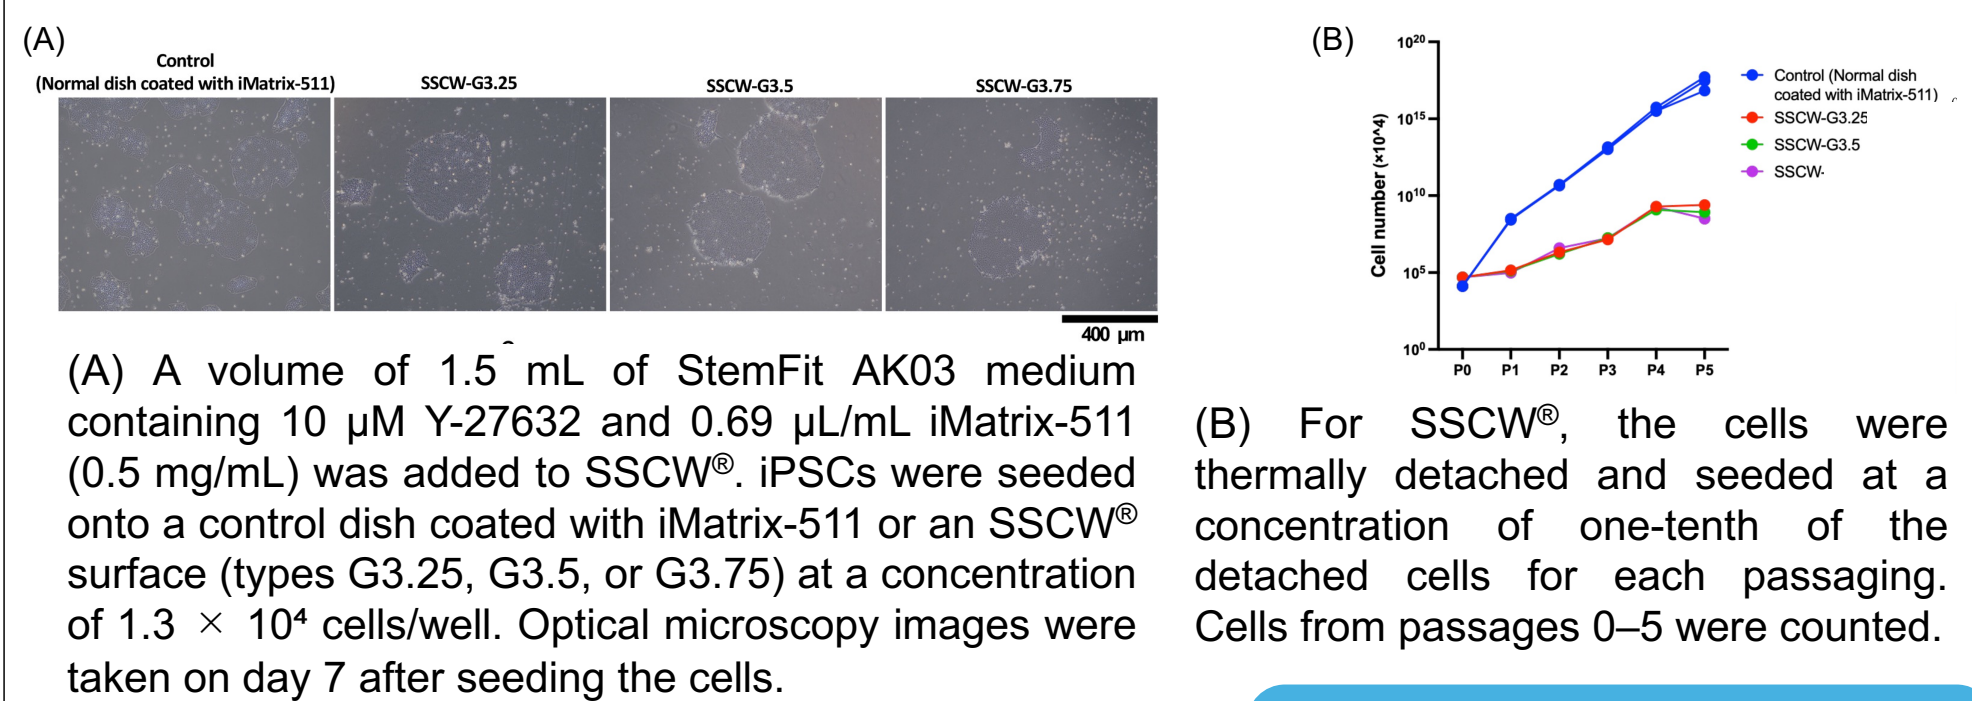 (A)
Control
(Normal dish coated with iMatrix-511)
SSCW-G3.25
SSCW-G3.5
SSCW-G3.75
400 µm
(A) A volume of 1.5 mL of StemFit AK03 medium
containing 10 µM Y-27632 and 0.69 µL/mL iMatrix-511
(0.5 mg/mL) was added to SSCW®. iPSCs were seeded
onto a control dish coated with iMatrix-511 or an SSCW®
surface (types G3.25, G3.5, or G3.75) at a concentration
of 1.3 × 10⁴ cells/well. Optical microscopy images were
taken on day 7 after seeding the cells.
(B)
Cell number (×10^4)
10²⁰
10¹⁵
10¹⁰
10⁵
10⁰
P0 P1 P2 P3 P4 P5
Control (Normal dish
coated with iMatrix-511)
SSCW-G3.25
SSCW-G3.5
SSCW-
(B) For SSCW®, the cells were
thermally detached and seeded at a
concentration of one-tenth of the
detached cells for each passaging.
Cells from passages 0–5 were counted.